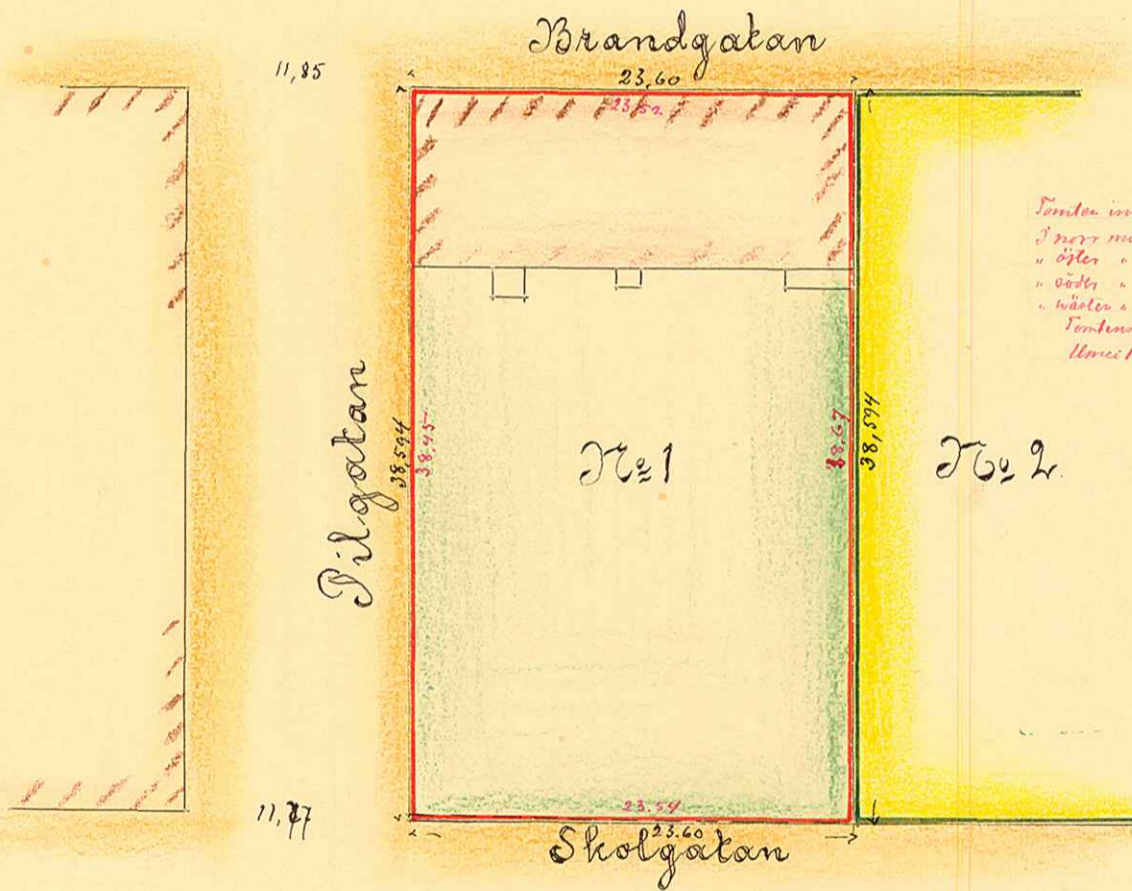 Brandgatan
11,85
23,60
23.52
Tomten in
I norr m
" öster "
" söder "
" wäster "
Tomtens
Pilgatan
38,594
38.45
No 1
38.67
38,594
No 2
11,77
23.54
23.60
Skolgatan